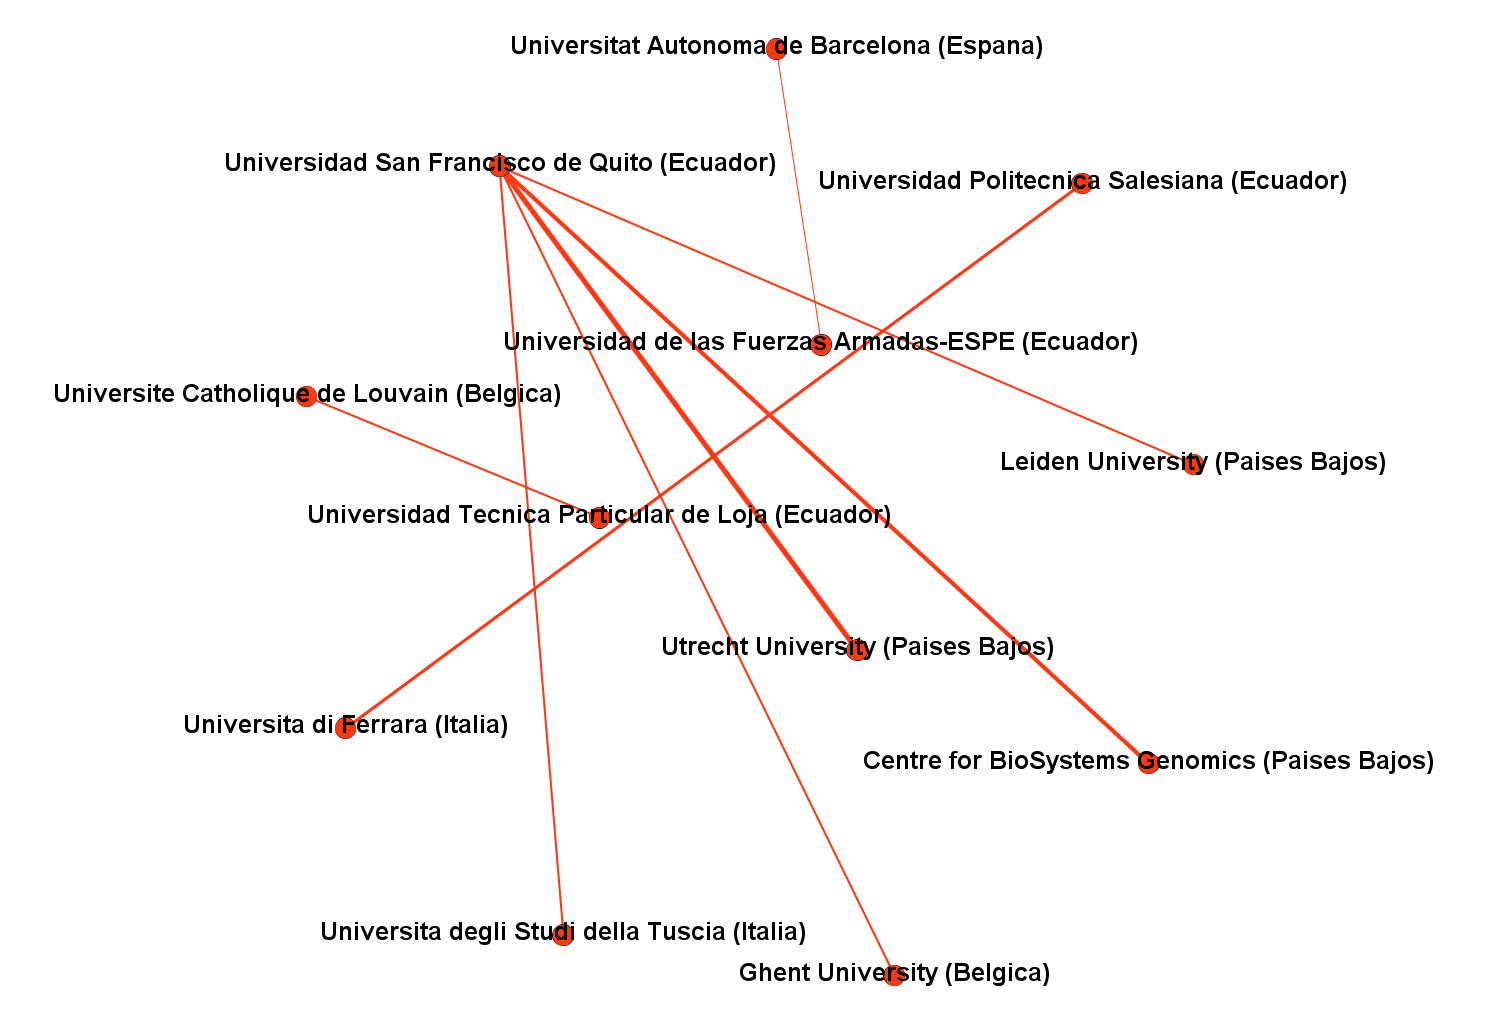 Universitat Autonoma de Barcelona (Espana)
Universidad San Francisco de Quito (Ecuador)
Universidad Politecnica Salesiana (Ecuador)
Universidad de las Fuerzas Armadas-ESPE (Ecuador)
Universite Catholique de Louvain (Belgica)
Leiden University (Paises Bajos)
Universidad Tecnica Particular de Loja (Ecuador)
Utrecht University (Paises Bajos)
Universita di Ferrara (Italia)
Centre for BioSystems Genomics (Paises Bajos)
Universita degli Studi della Tuscia (Italia)
Ghent University (Belgica)